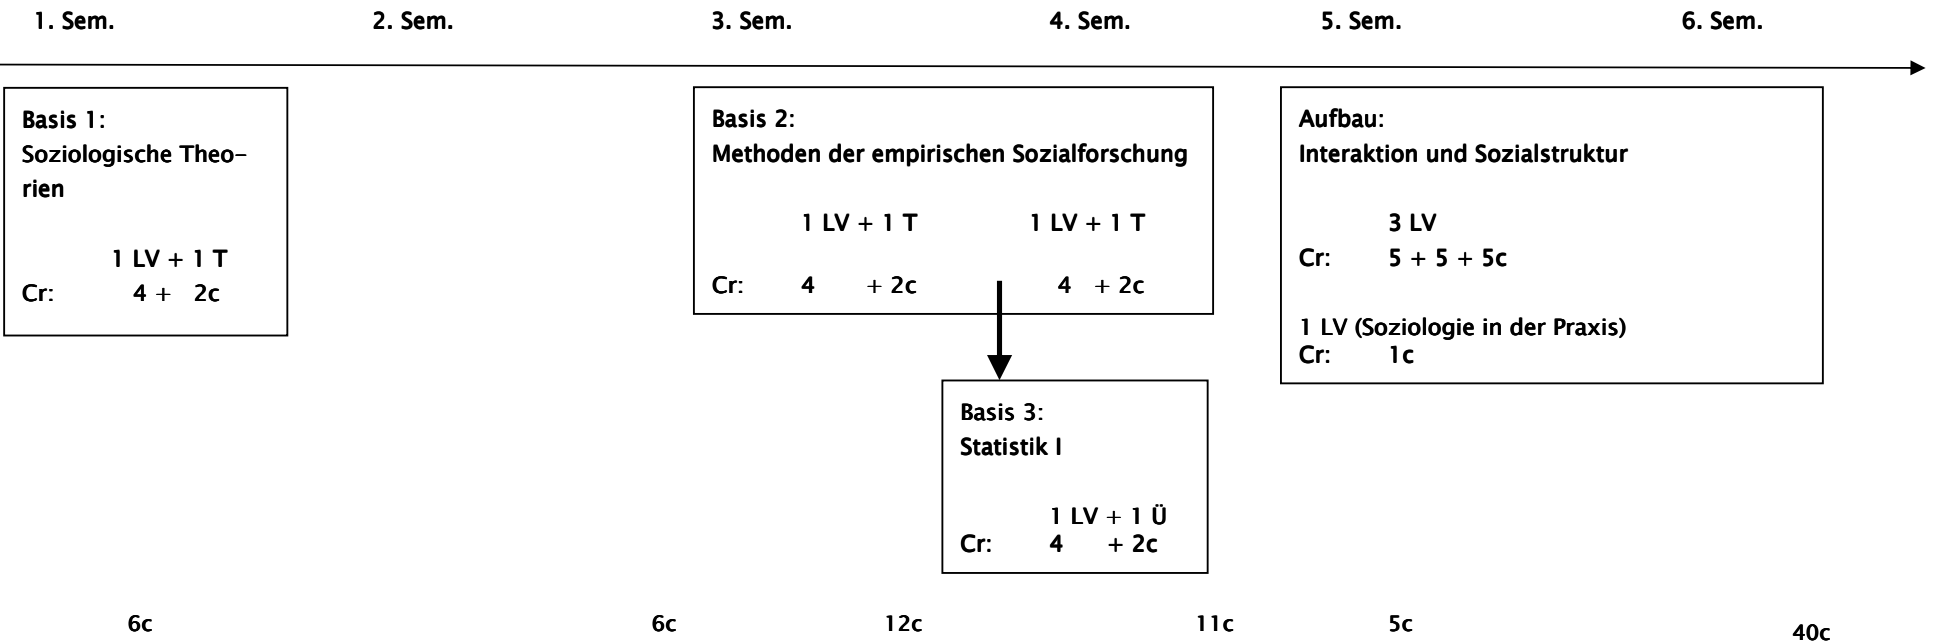 1. Sem. 2. Sem. 3. Sem. 4. Sem. 5. Sem. 6. Sem.
Basis 1:
Soziologische Theo-
rien
1 LV + 1 T
Cr: 4 + 2c
Basis 2:
Methoden der empirischen Sozialforschung
1 LV + 1 T 1 LV + 1 T
Cr: 4 + 2c 4 + 2c
Basis 3:
Statistik I
1 LV + 1 Ü
Cr: 4 + 2c
Aufbau:
Interaktion und Sozialstruktur
3 LV
Cr: 5 + 5 + 5c
1 LV (Soziologie in der Praxis)
Cr: 1c
6c 6c 12c 11c 5c 40c